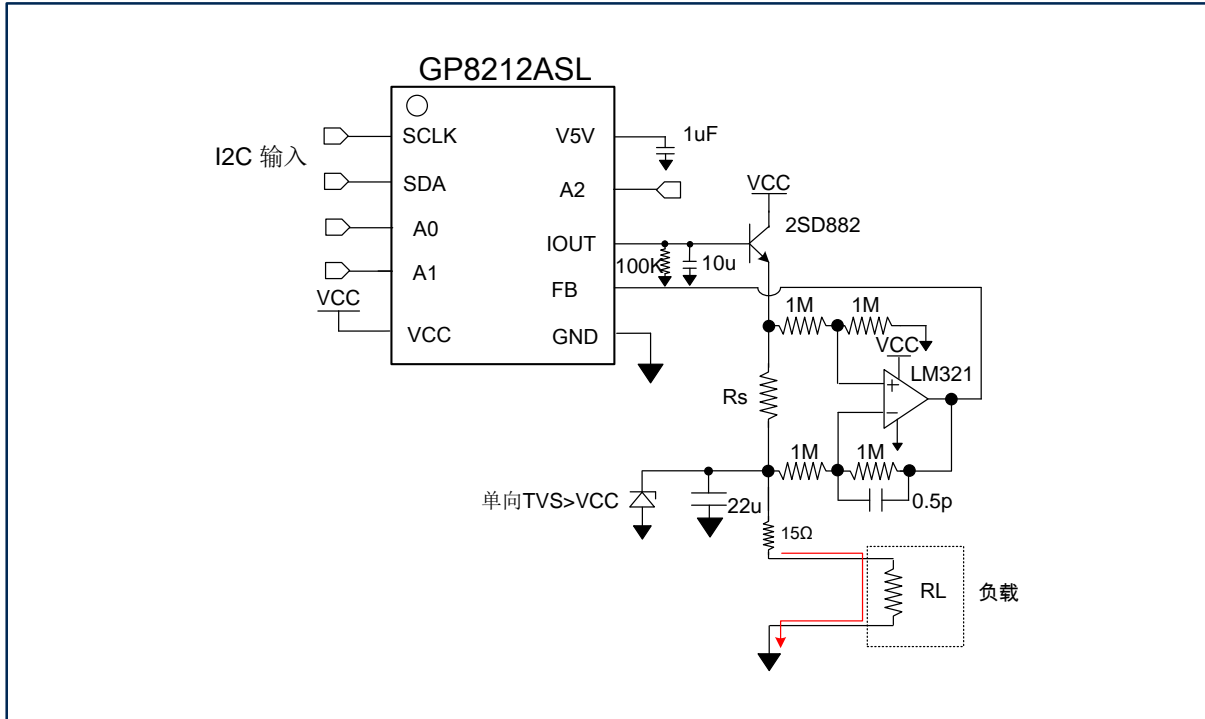 GP8212ASL
I2C 输入
SCLK
SDA
A0
A1
VCC
VCC
V5V
A2
IOUT
FB
GND
1uF
VCC
2SD882
100K
10u
1M
1M
VCC
LM321
+
−
Rs
1M
1M
0.5p
单向TVS>VCC
22u
15Ω
RL
负载